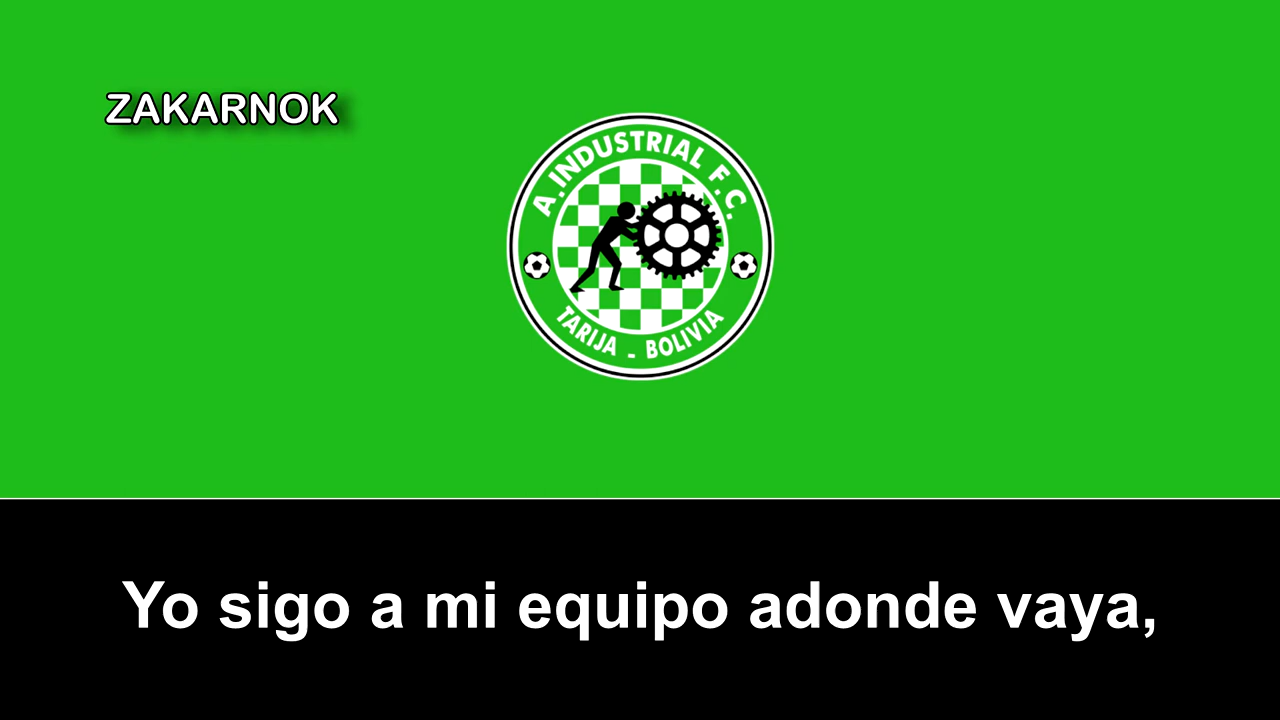 ZAKARNOK
A.INDUSTRIAL F.C.
TARIJA - BOLIVIA
Yo sigo a mi equipo adonde vaya,